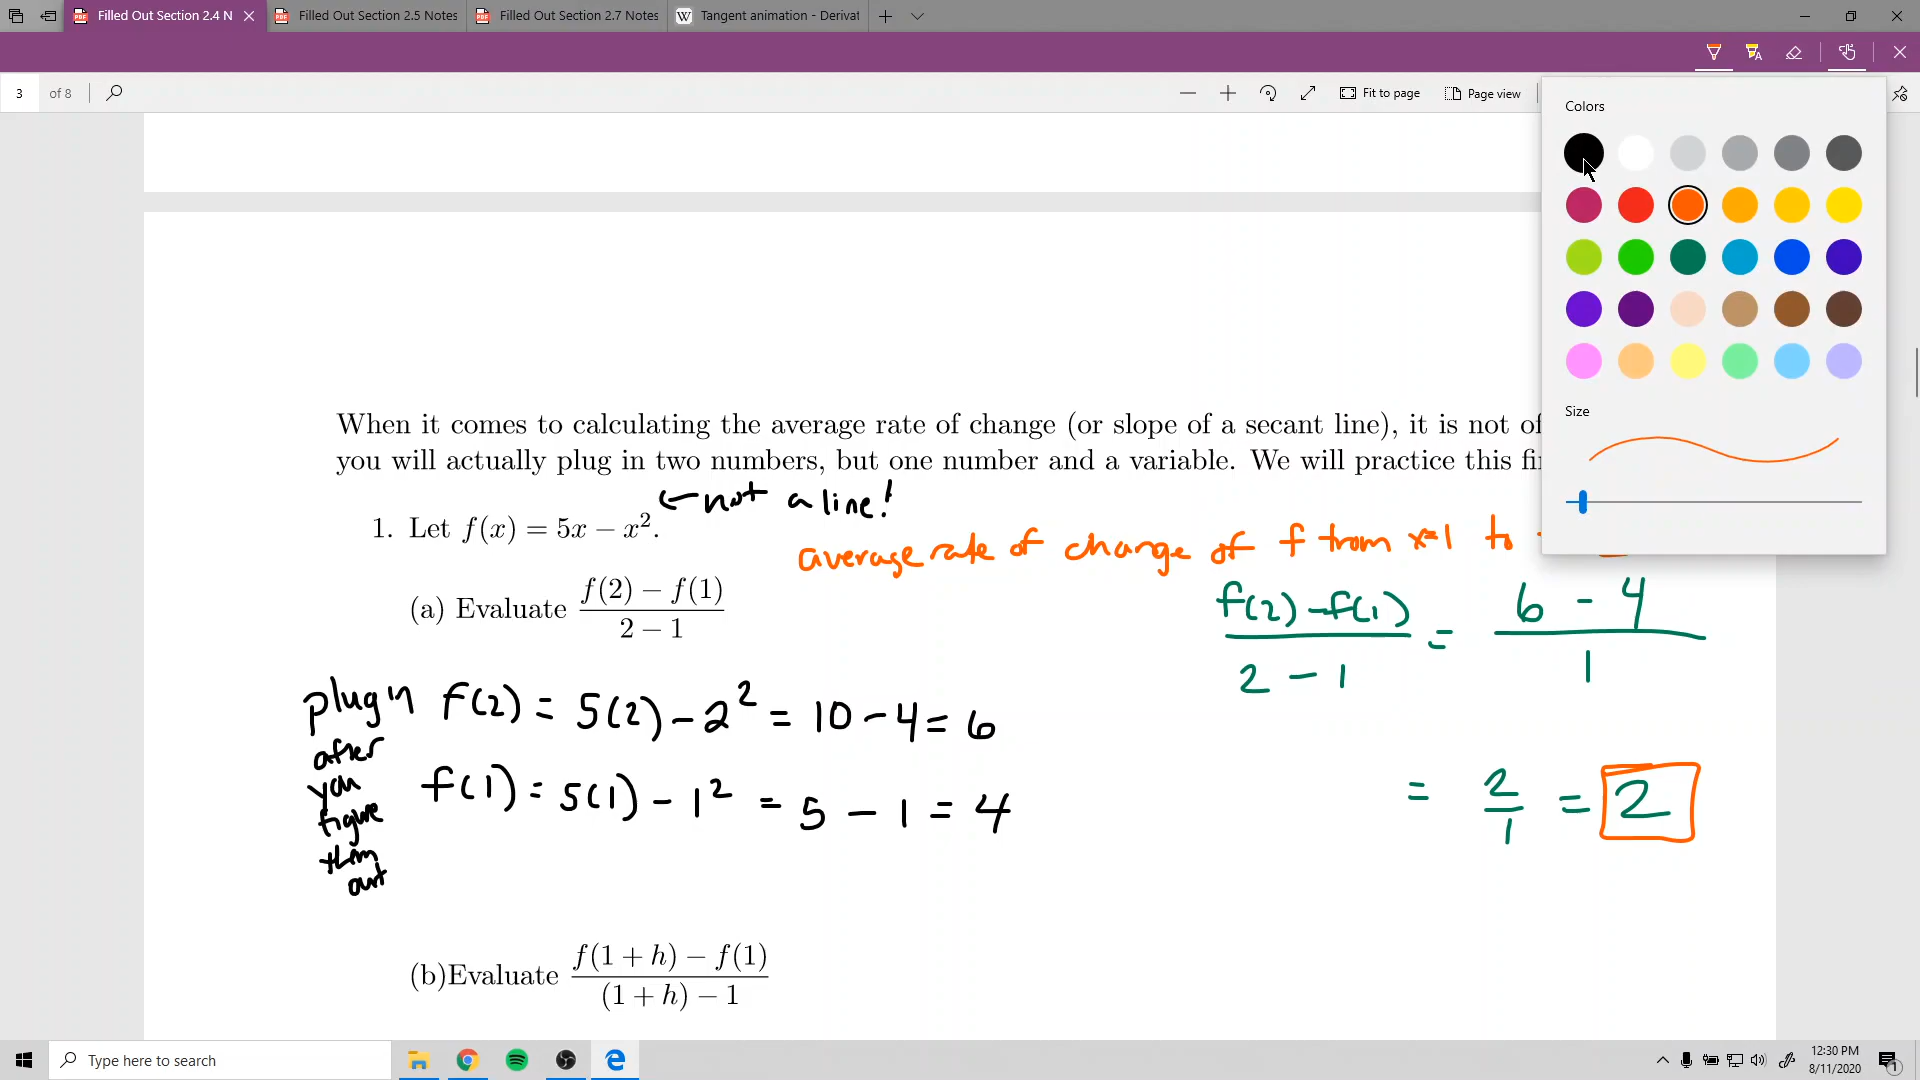 Filled Out Section 2.4 N
Filled Out Section 2.5 Notes
Filled Out Section 2.7 Notes
W Tangent animation - Derivat
3 of 8
Fit to page
Page view
Colors
Size
When it comes to calculating the average rate of change (or slope of a secant line), it is not of
you will actually plug in two numbers, but one number and a variable. We will practice this fi
← not a line!
1. Let f(x) = 5x − x².
average rate of change of f from x=1 to
(a) Evaluate f(2) − f(1) / 2 − 1
f(2) - f(1) / 2 - 1 = 6 - 4 / 1
plug in after you figure them out
f(2) = 5(2) - 2² = 10 - 4 = 6
f(1) = 5(1) - 1² = 5 - 1 = 4
= 2/1 = 2
(b)Evaluate f(1 + h) − f(1) / (1 + h) − 1
Type here to search
12:30 PM
8/11/2020
1